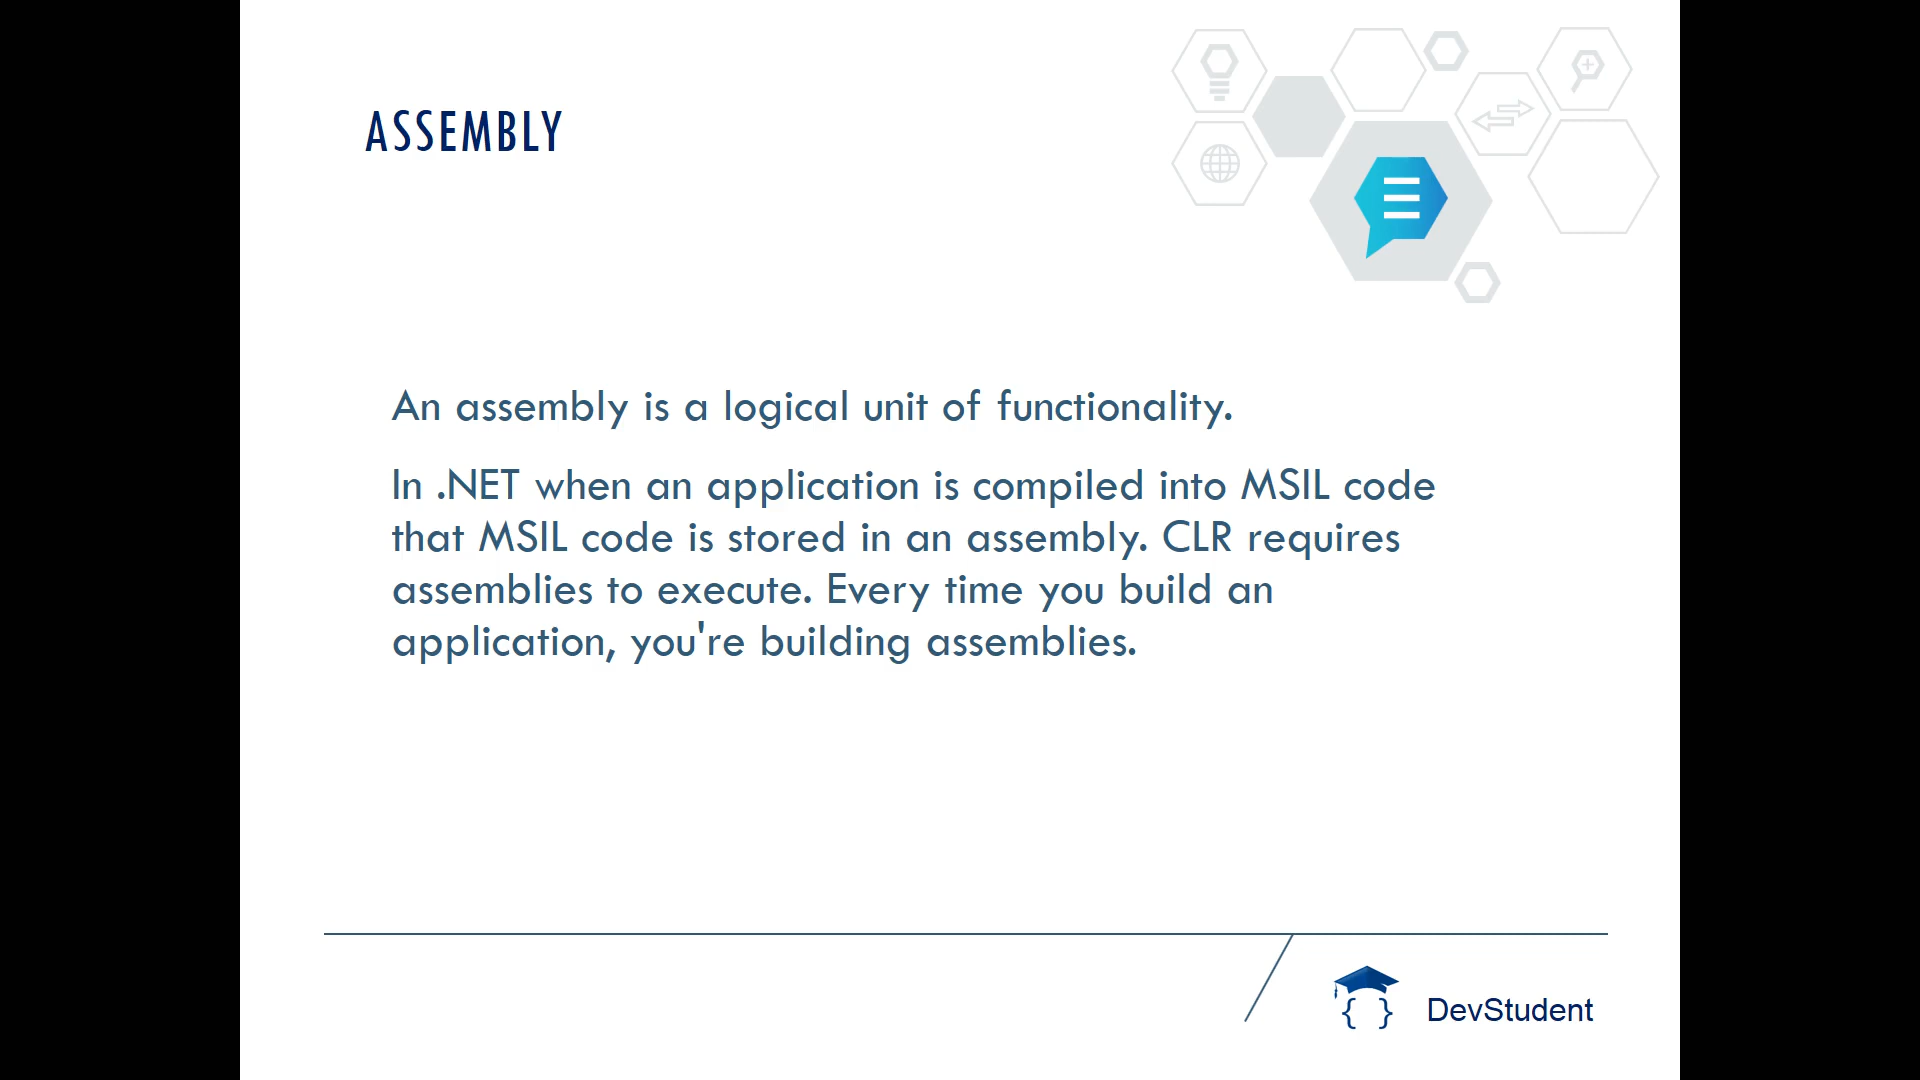 ASSEMBLY
An assembly is a logical unit of functionality.
In .NET when an application is compiled into MSIL code
that MSIL code is stored in an assembly. CLR requires
assemblies to execute. Every time you build an
application, you're building assemblies.
{ } DevStudent